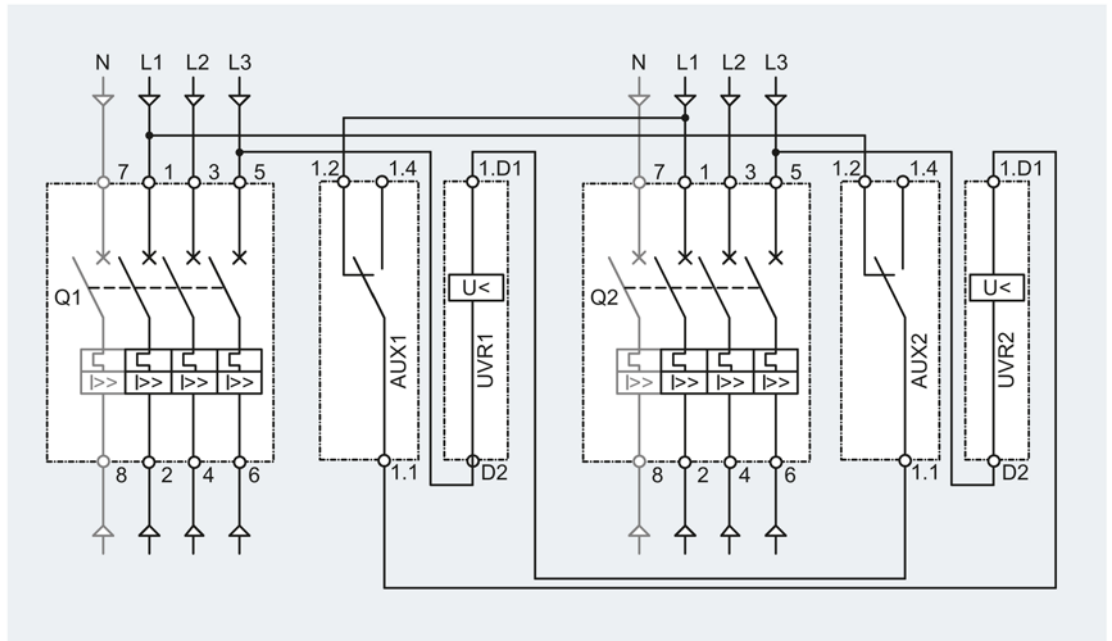 N L1 L2 L3 N L1 L2 L3
7 1 3 5 1.2 1.4 1.D1 7 1 3 5 1.2 1.4 1.D1
Q1 U< Q2 U<
AUX1 UVR1 AUX2 UVR2
I>> I>> I>> I>> I>> I>> I>> I>>
8 2 4 6 1.1 D2 8 2 4 6 1.1 D2